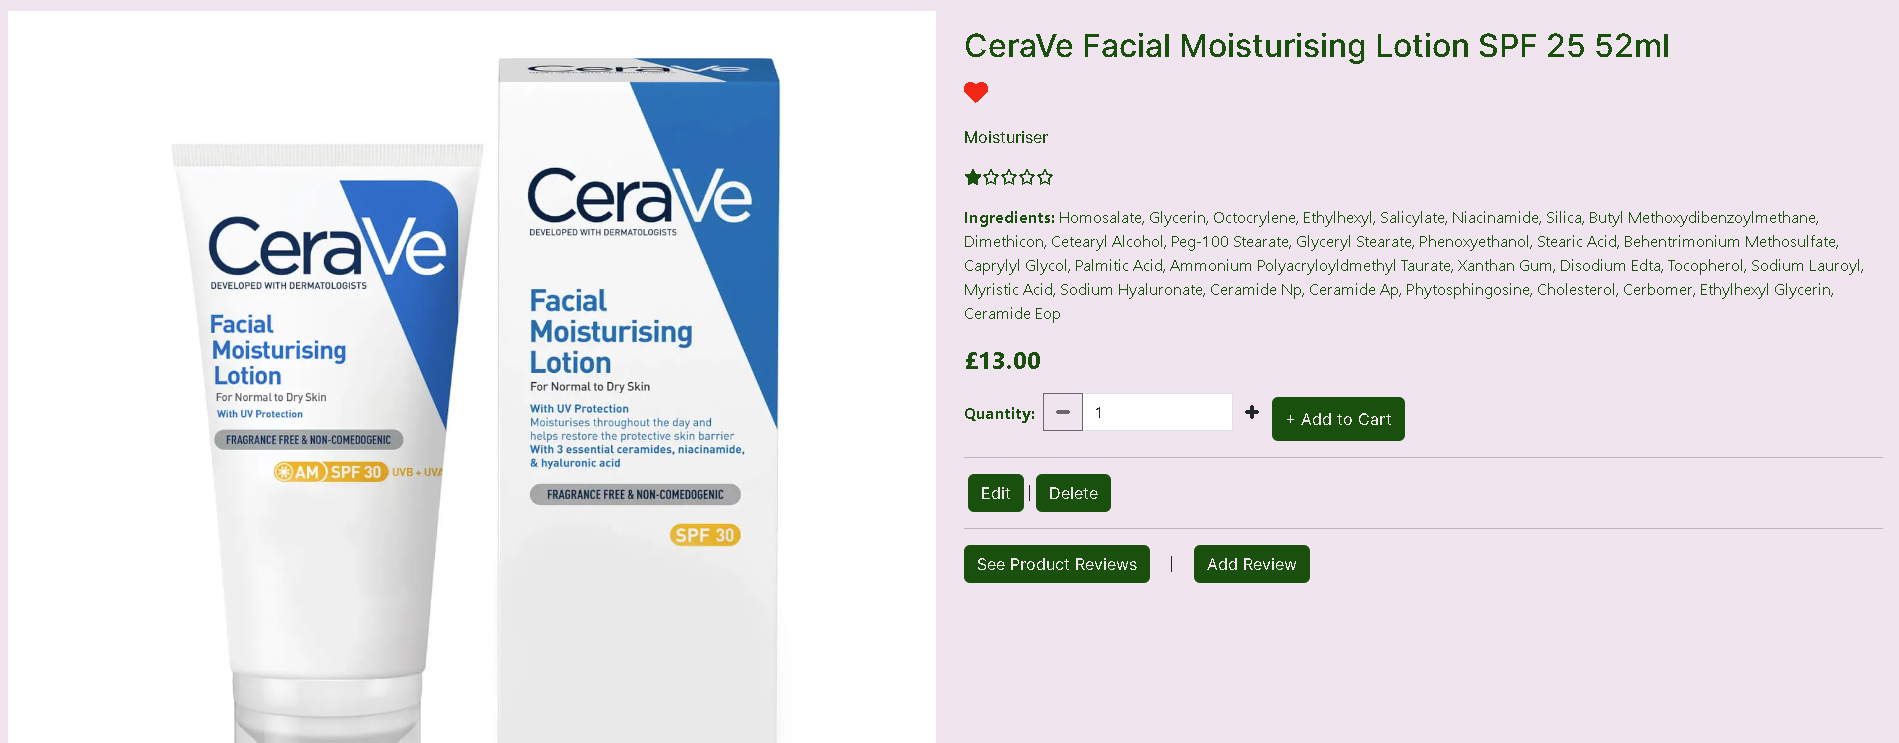 CeraVe
CeraVe
DEVELOPED WITH DERMATOLOGISTS
Facial
Moisturising
Lotion
For Normal to Dry Skin
With UV Protection
FRAGRANCE FREE & NON-COMEDOGENIC
AM SPF 30 UVB + UVA
CeraVe
DEVELOPED WITH DERMATOLOGISTS
Facial
Moisturising
Lotion
For Normal to Dry Skin
With UV Protection
Moisturises throughout the day and
helps restore the protective skin barrier
With 3 essential ceramides, niacinamide,
& hyaluronic acid
FRAGRANCE FREE & NON-COMEDOGENIC
SPF 30
CeraVe Facial Moisturising Lotion SPF 25 52ml
Moisturiser
Ingredients: Homosalate, Glycerin, Octocrylene, Ethylhexyl, Salicylate, Niacinamide, Silica, Butyl Methoxydibenzoylmethane,
Dimethicon, Cetearyl Alcohol, Peg-100 Stearate, Glyceryl Stearate, Phenoxyethanol, Stearic Acid, Behentrimonium Methosulfate,
Caprylyl Glycol, Palmitic Acid, Ammonium Polyacryloyldmethyl Taurate, Xanthan Gum, Disodium Edta, Tocopherol, Sodium Lauroyl,
Myristic Acid, Sodium Hyaluronate, Ceramide Np, Ceramide Ap, Phytosphingosine, Cholesterol, Cerbomer, Ethylhexyl Glycerin,
Ceramide Eop
£13.00
Quantity: 1 + Add to Cart
Edit | Delete
See Product Reviews | Add Review